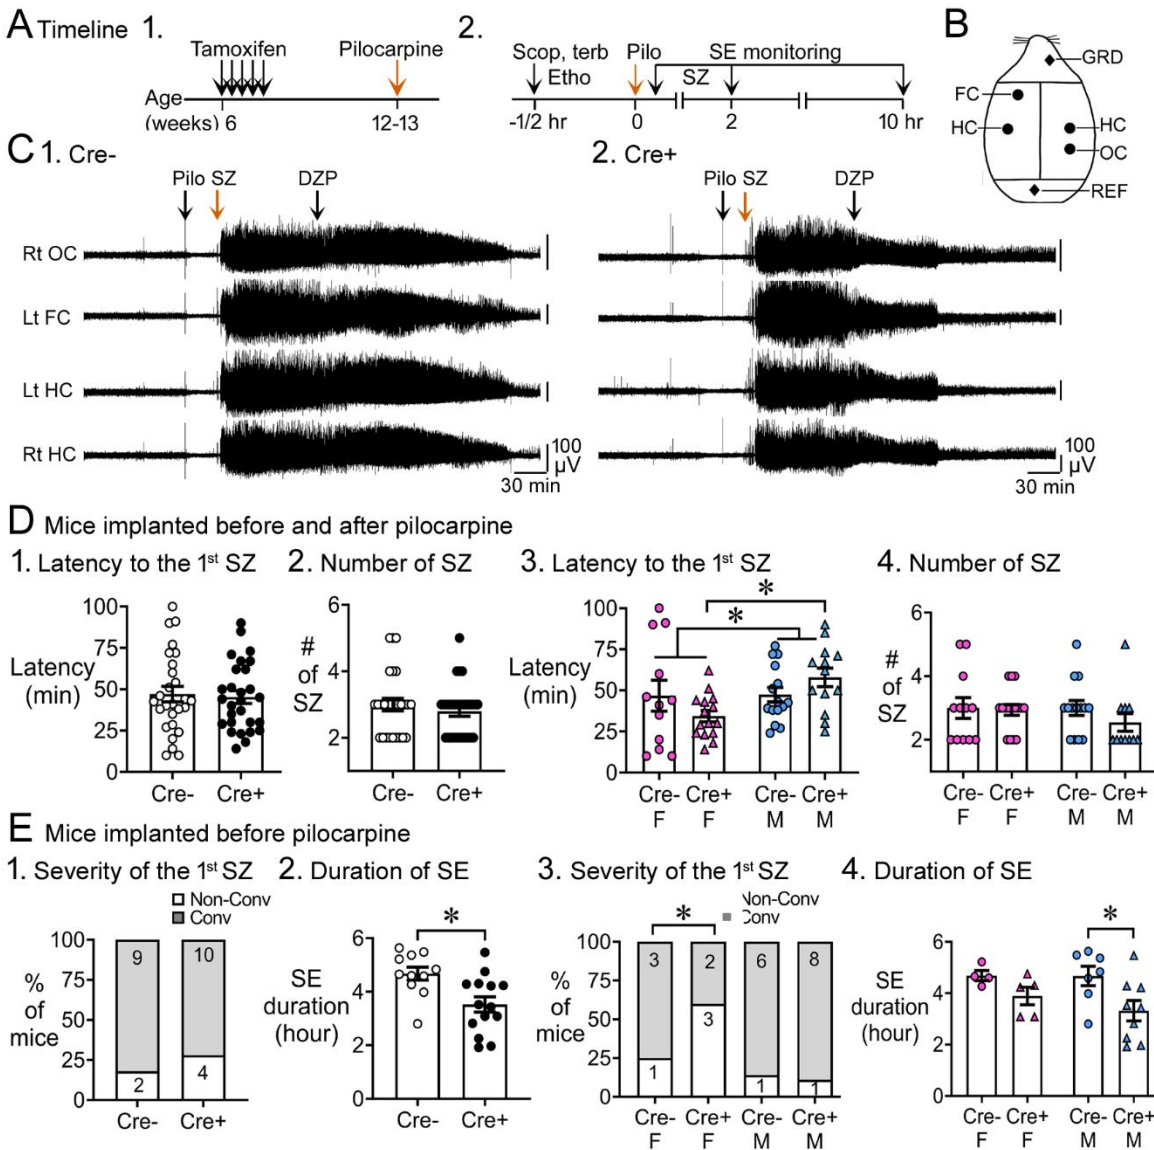 A Timeline 1.
Tamoxifen
Pilocarpine
Age
(weeks) 6
12-13
2.
Scop, terb
Etho
Pilo
SE monitoring
SZ
-1/2 hr
0
2
10 hr
B
GRD
FC
HC
HC
OC
REF
C 1. Cre-
Pilo SZ
DZP
Rt OC
Lt FC
Lt HC
Rt HC
100
µV
30 min
2. Cre+
Pilo SZ
DZP
100
µV
30 min
D Mice implanted before and after pilocarpine
1. Latency to the 1st SZ
Latency
(min)
100
75
50
25
0
Cre-
Cre+
2. Number of SZ
#
of
SZ
6
4
2
Cre-
Cre+
3. Latency to the 1st SZ
Latency
(min)
100
75
50
25
0
*
*
Cre- Cre+ Cre- Cre+
F F M M
4. Number of SZ
#
of
SZ
6
4
2
Cre- Cre+ Cre- Cre+
F F M M
E Mice implanted before pilocarpine
1. Severity of the 1st SZ
Non-Conv
Conv
%
of
mice
100
75
50
25
0
9
10
2
4
Cre-
Cre+
2. Duration of SE
SE
duration
(hour)
6
4
2
0
*
Cre-
Cre+
3. Severity of the 1st SZ
Non-Conv
Conv
%
of
mice
100
75
50
25
0
*
3 2 6 8
1 3 1 1
Cre- Cre+ Cre- Cre+
F F M M
4. Duration of SE
SE
duration
(hour)
6
4
2
0
*
Cre- Cre+ Cre- Cre+
F F M M